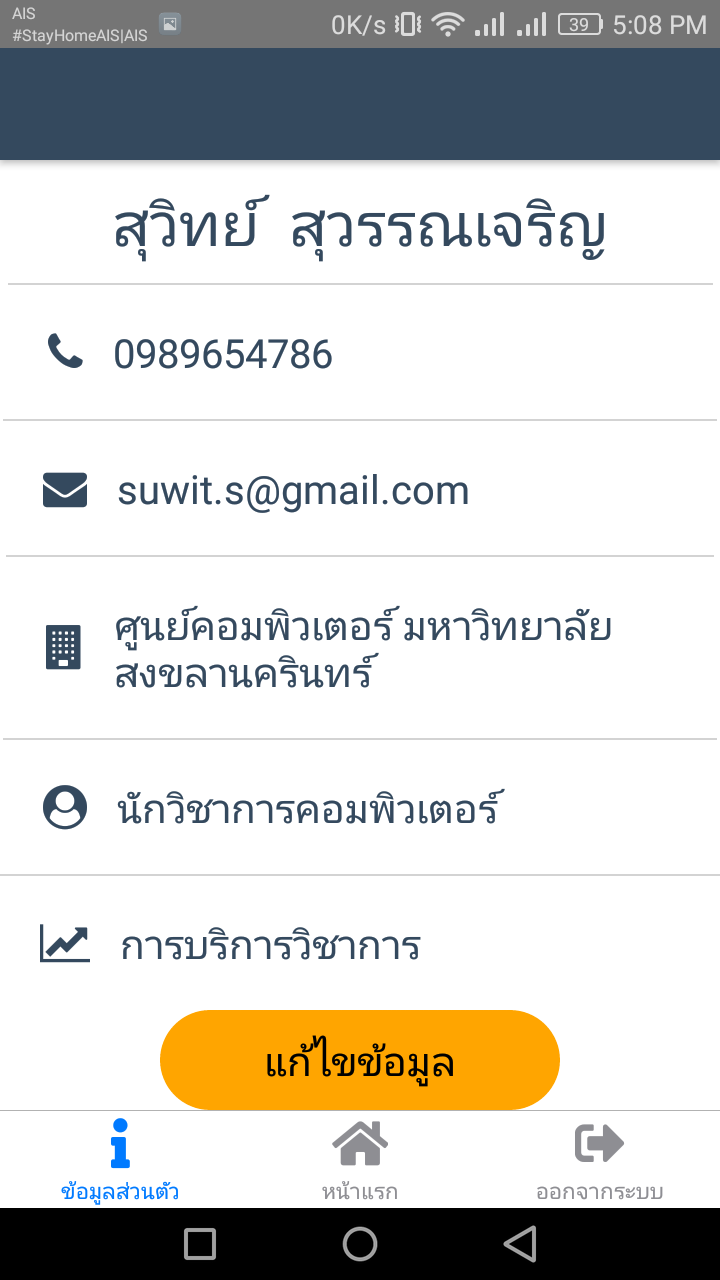 AIS
#StayHomeAIS|AIS
0K/s 39 5:08 PM
สุวิทย์ สุวรรณเจริญ
0989654786
suwit.s@gmail.com
ศูนย์คอมพิวเตอร์ มหาวิทยาลัย
สงขลานครินทร์
นักวิชาการคอมพิวเตอร์
การบริการวิชาการ
แก้ไขข้อมูล
ข้อมูลส่วนตัว หน้าแรก ออกจากระบบ